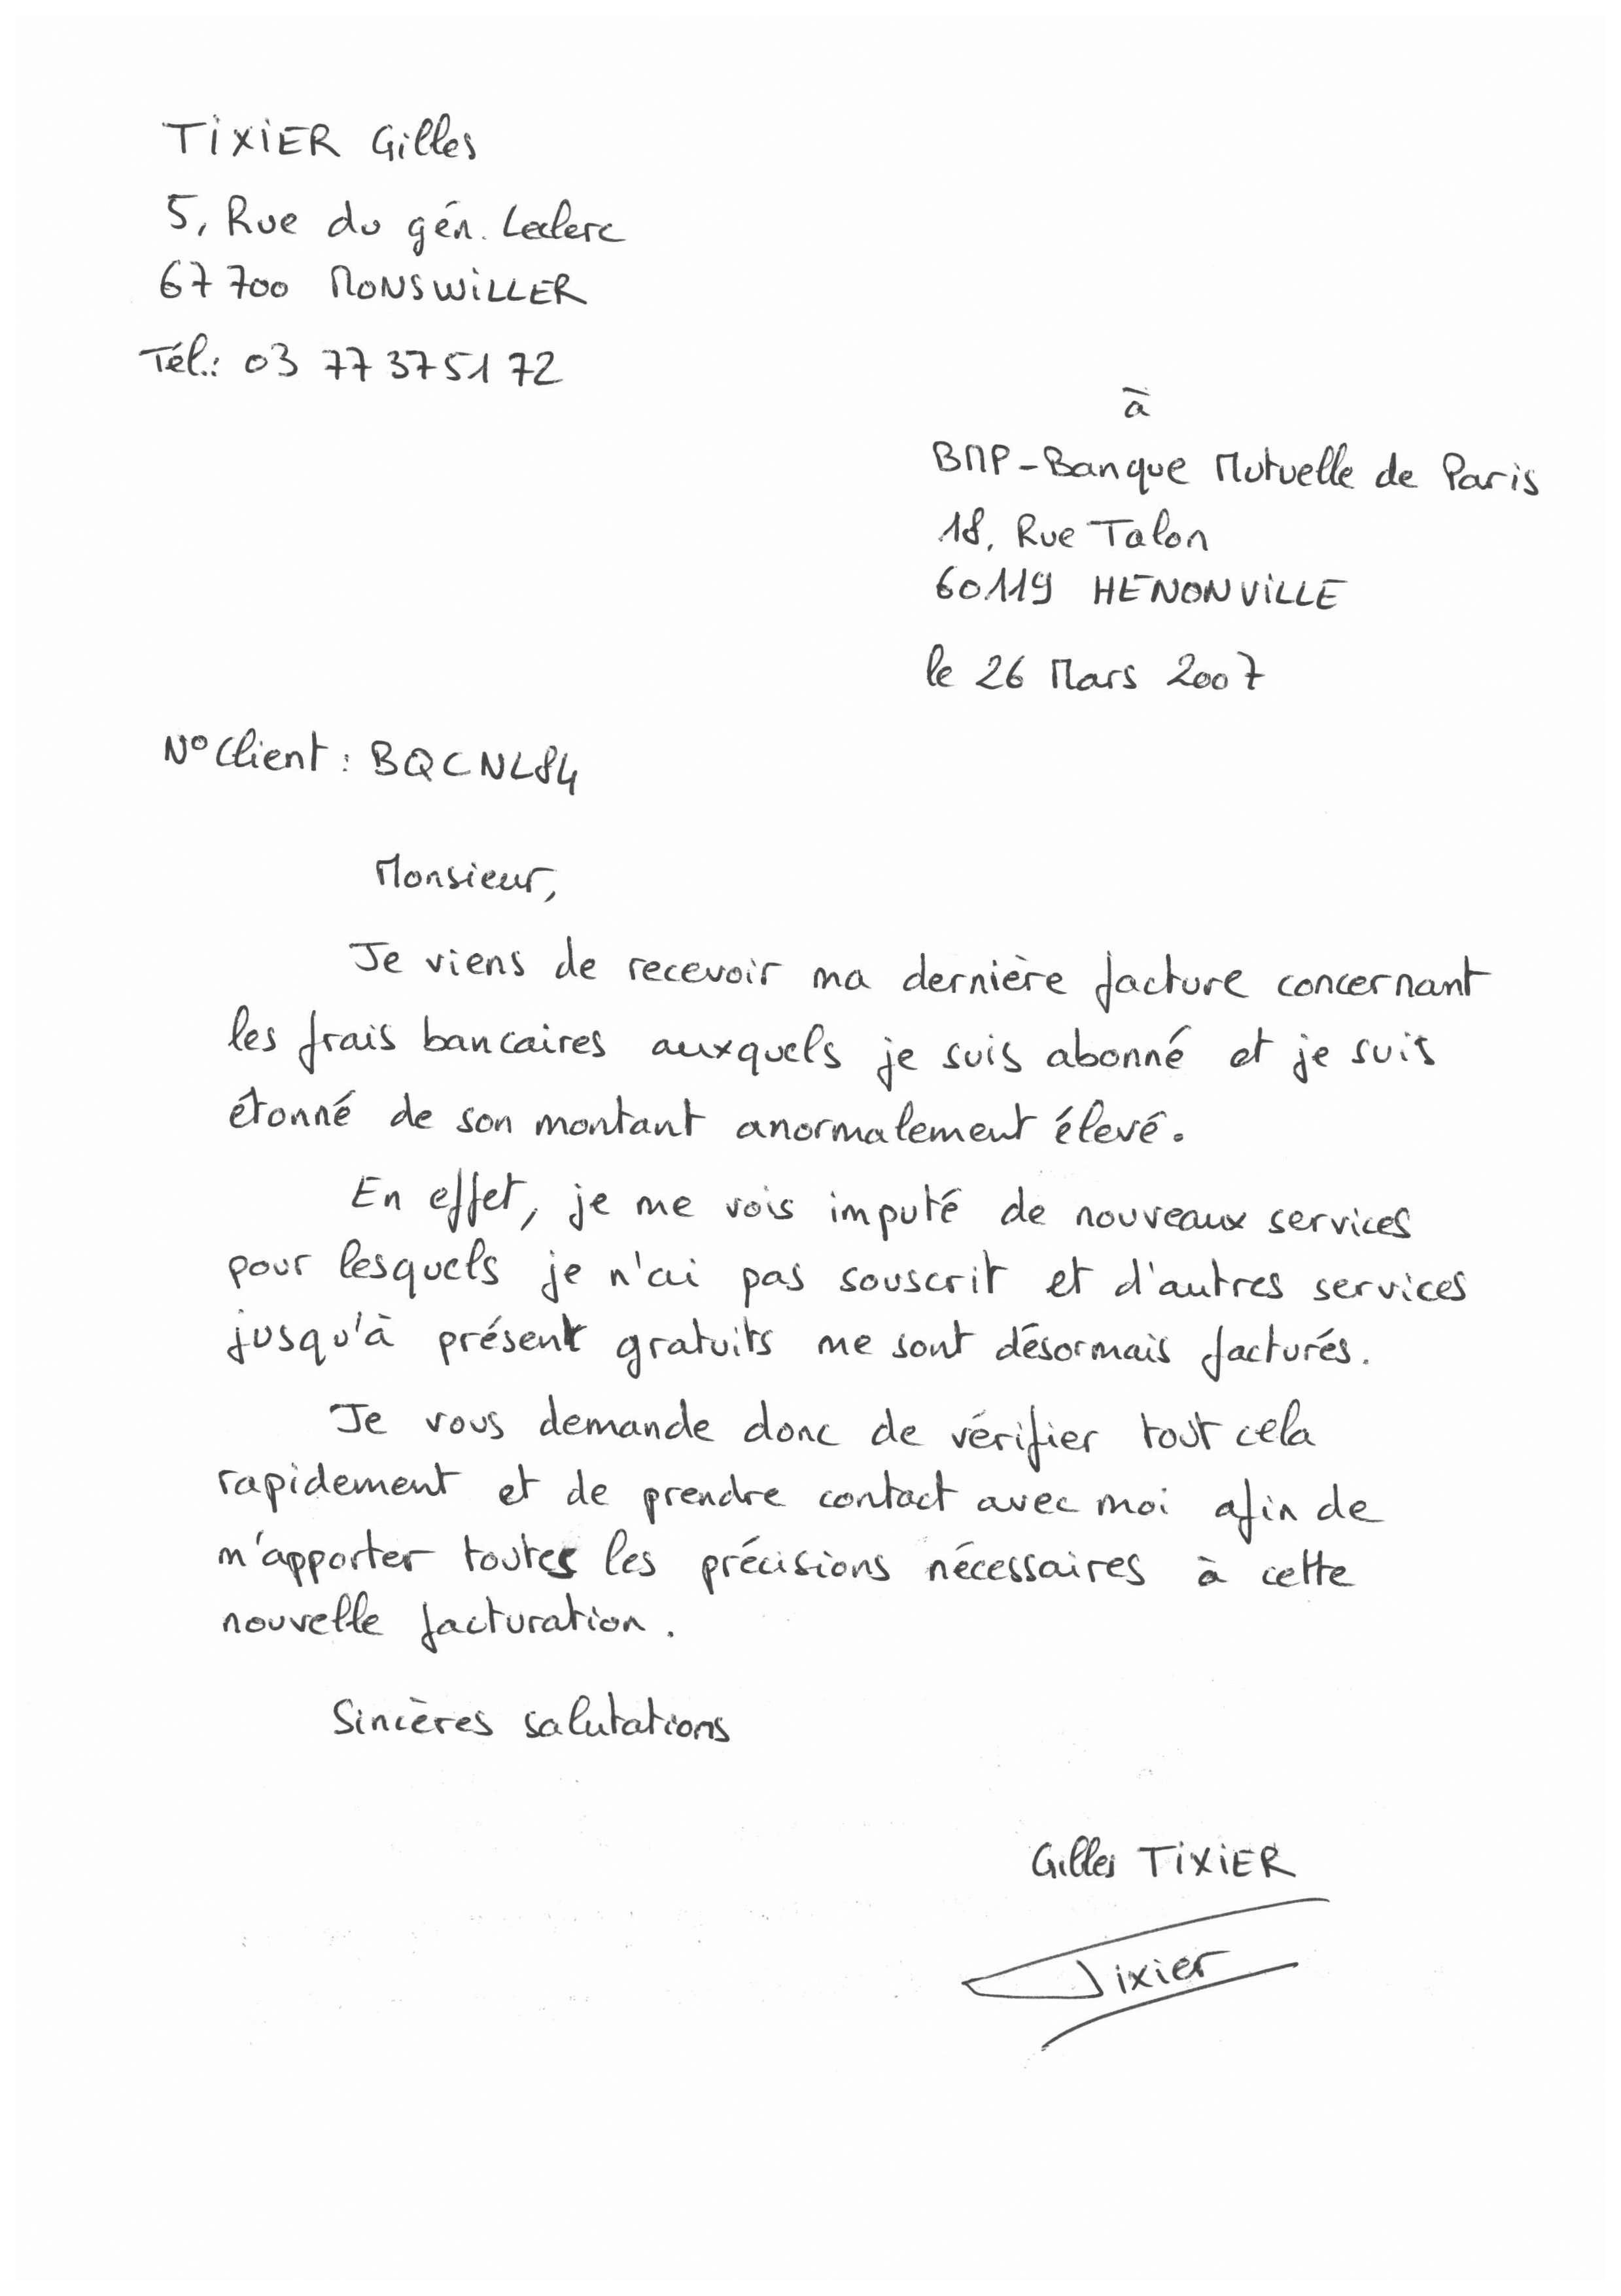 TIXIER Gilles
5, Rue du gén. Leclerc
67 700 MONSWILLER
Tél.: 03 77 37 51 72
à
BMP - Banque Mutuelle de Paris
18, Rue Talon
60119 HENONVILLE
le 26 Mars 2007
N° Client : BQCNL84
Monsieur,
Je viens de recevoir ma dernière facture concernant
les frais bancaires auxquels je suis abonné et je suis
étonné de son montant anormalement élevé.
En effet, je me vois imputé de nouveaux services
pour lesquels je n'ai pas souscrit et d'autres services
jusqu'à présent gratuits me sont désormais facturés.
Je vous demande donc de vérifier tout cela
rapidement et de prendre contact avec moi afin de
m'apporter toutes les précisions nécessaires à cette
nouvelle facturation.
Sincères salutations
Gilles TIXIER
Tixier